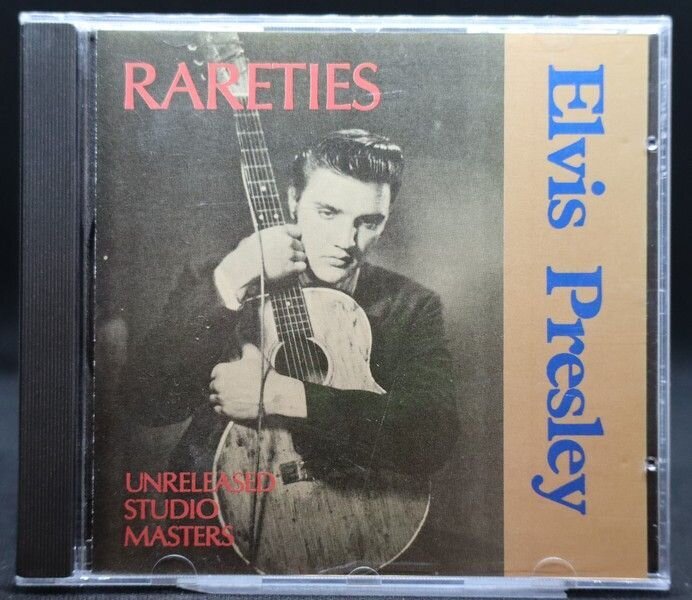 RARETIES
Elvis Presley
UNRELEASED
STUDIO
MASTERS